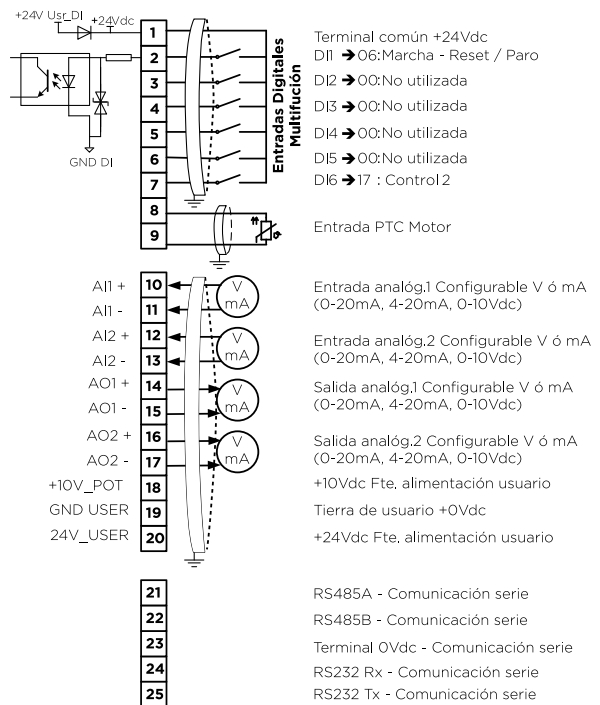 +24V Usr_DI +24Vdc
GND DI
Entradas Digitales
Multifución
1 Terminal común +24Vdc
2 DI1 ➔06:Marcha - Reset / Paro
3 DI2 ➔00:No utilizada
4 DI3 ➔00:No utilizada
5 DI4 ➔00:No utilizada
6 DI5 ➔00:No utilizada
7 DI6 ➔17 : Control 2
8
9 Entrada PTC Motor
AI1 + 10 V Entrada analóg.1 Configurable V ó mA
AI1 - 11 mA (0-20mA, 4-20mA, 0-10Vdc)
AI2 + 12 V Entrada analóg.2 Configurable V ó mA
AI2 - 13 mA (0-20mA, 4-20mA, 0-10Vdc)
AO1 + 14 V Salida analóg.1 Configurable V ó mA
AO1 - 15 mA (0-20mA, 4-20mA, 0-10Vdc)
AO2 + 16 V Salida analóg.2 Configurable V ó mA
AO2 - 17 mA (0-20mA, 4-20mA, 0-10Vdc)
+10V_POT 18 +10Vdc Fte, alimentación usuario
GND USER 19 Tierra de usuario +0Vdc
24V_USER 20 +24Vdc Fte, alimentación usuario
21 RS485A - Comunicación serie
22 RS485B - Comunicación serie
23 Terminal 0Vdc - Comunicación serie
24 RS232 Rx - Comunicación serie
25 RS232 Tx - Comunicación serie